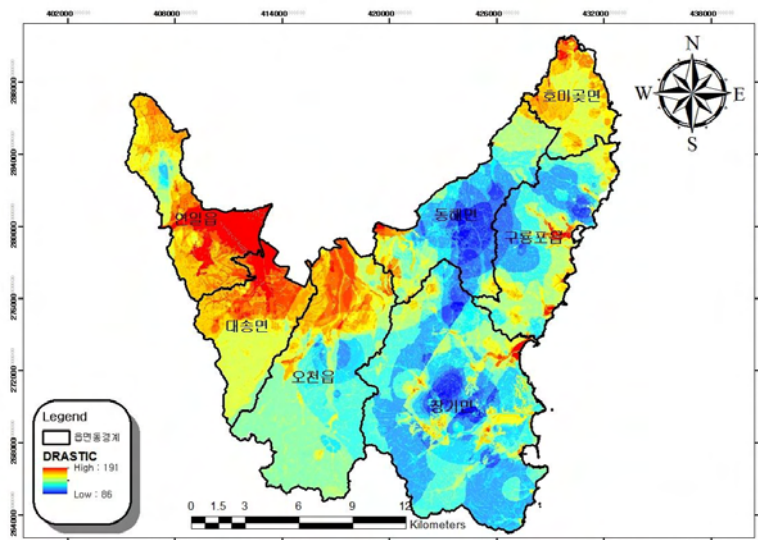 402000 408000 414000 420000 426000 432000 438000
N
W E
S
호미곶면
연일읍
동해면
구룡포읍
대송면
오천읍
장기면
288000
284000
280000
276000
272000
268000
264000
Legend
읍면동경계
DRASTIC
High : 191
Low : 86
0 1.5 3 6 9 12
Kilometers